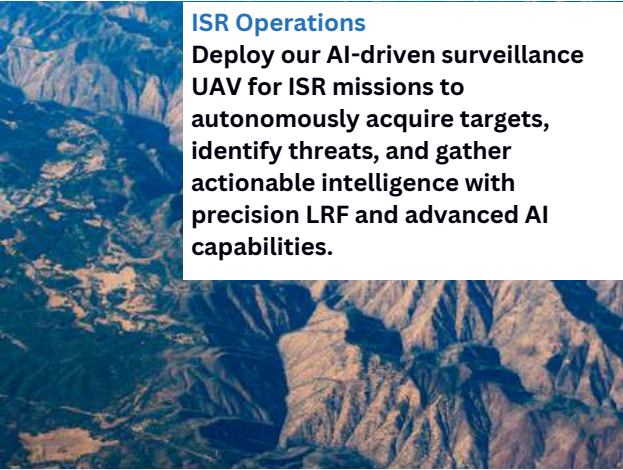 ISR Operations
Deploy our AI-driven surveillance
UAV for ISR missions to
autonomously acquire targets,
identify threats, and gather
actionable intelligence with
precision LRF and advanced AI
capabilities.